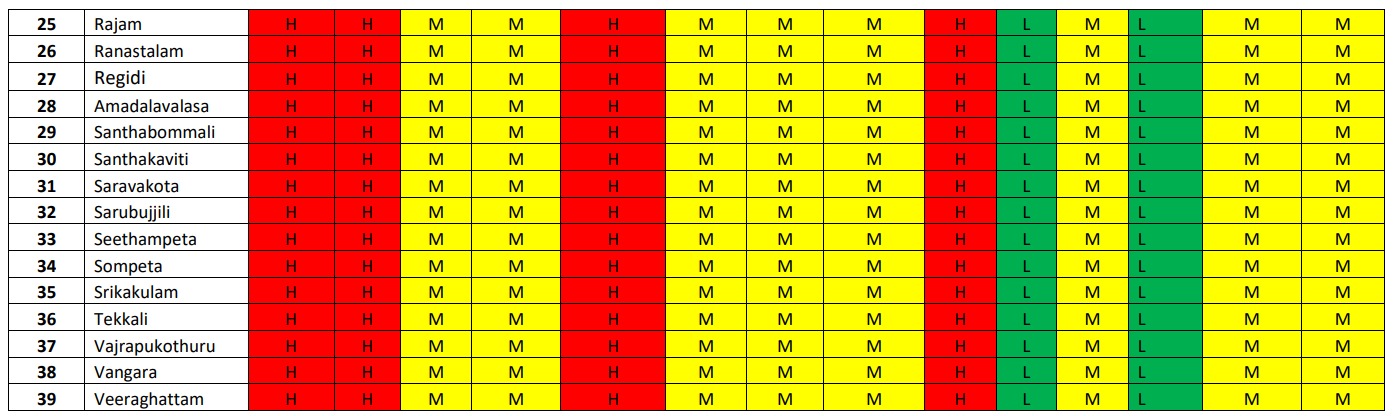 25 Rajam H H M M H M M M H L M L M M
26 Ranastalam H H M M H M M M H L M L M M
27 Regidi H H M M H M M M H L M L M M
28 Amadalavalasa H H M M H M M M H L M L M M
29 Santhabommali H H M M H M M M H L M L M M
30 Santhakaviti H H M M H M M M H L M L M M
31 Saravakota H H M M H M M M H L M L M M
32 Sarubujjili H H M M H M M M H L M L M M
33 Seethampeta H H M M H M M M H L M L M M
34 Sompeta H H M M H M M M H L M L M M
35 Srikakulam H H M M H M M M H L M L M M
36 Tekkali H H M M H M M M H L M L M M
37 Vajrapukothuru H H M M H M M M H L M L M M
38 Vangara H H M M H M M M H L M L M M
39 Veeraghattam H H M M H M M M H L M L M M